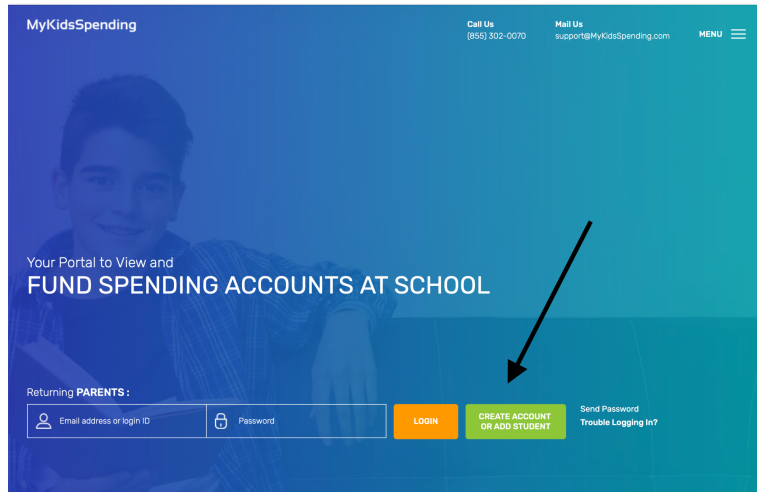 MyKidsSpending
Call Us
(855) 302-0070
Mail Us
support@MyKidsSpending.com
MENU
Your Portal to View and
FUND SPENDING ACCOUNTS AT SCHOOL
Returning PARENTS :
Email address or login ID
Password
LOGIN
CREATE ACCOUNT
OR ADD STUDENT
Send Password
Trouble Logging In?